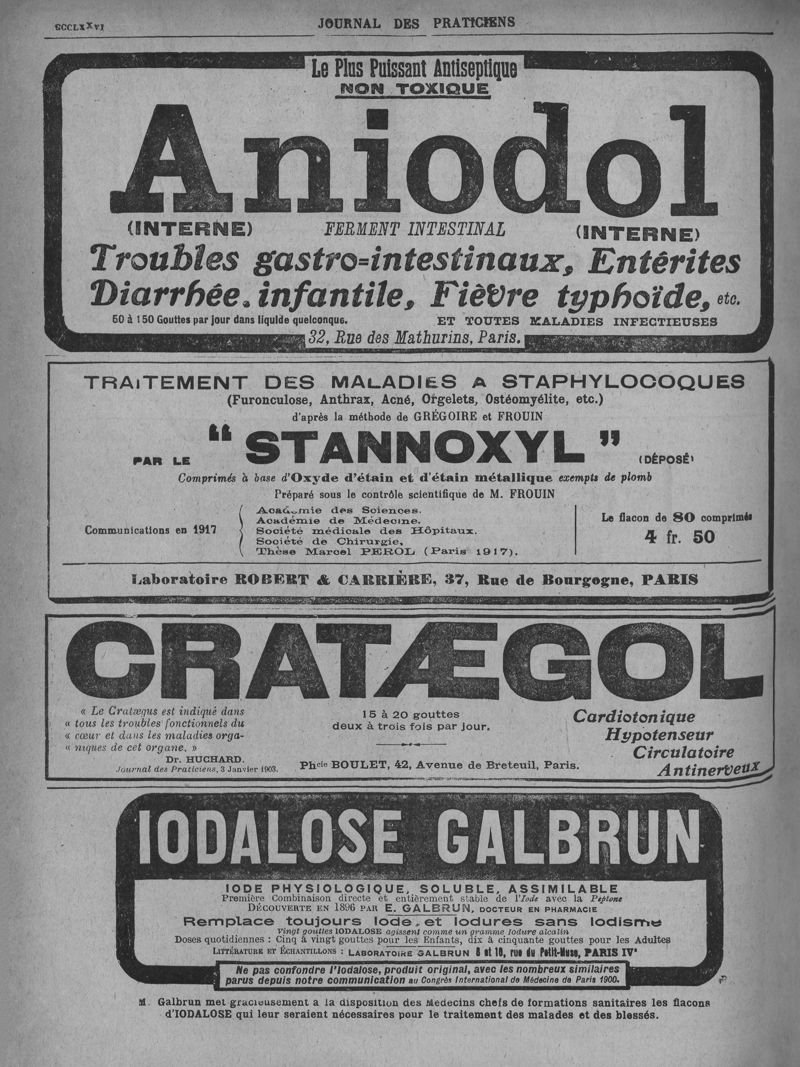 SCCLXXVI
JOURNAL DES PRATICIENS
Le Plus Puissant Antiseptique
NON TOXIQUE
Aniodol
(INTERNE) FERMENT INTESTINAL (INTERNE)
Troubles gastro=intestinaux, Entérites
Diarrhée infantile, Fièvre typhoïde, etc.
50 à 150 Gouttes par jour dans liquide quelconque. ET TOUTES MALADIES INFECTIEUSES
32, Rue des Mathurins, Paris.
TRAITEMENT DES MALADIES A STAPHYLOCOQUES
(Furonculose, Anthrax, Acné, Orgelets, Ostéomyélite, etc.)
d'après la méthode de GRÉGOIRE et FROUIN
PAR LE "STANNOXYL" (DÉPOSÉ)
Comprimés à base d'Oxyde d'étain et d'étain métallique exempts de plomb
Préparé sous le contrôle scientifique de M. FROUIN
Communications en 1917
Académie des Sciences.
Académie de Médecine.
Société médicale des Hôpitaux.
Société de Chirurgie.
Thèse Marcel PEROL (Paris 1917).
Le flacon de 80 comprimés
4 fr. 50
Laboratoire ROBERT & CARRIÈRE, 37, Rue de Bourgogne, PARIS
CRATÆGOL
« Le Cratægus est indiqué dans
« tous les troubles fonctionnels du
« cœur et dans les maladies orga-
« niques de cet organe. »
Dr. HUCHARD.
Journal des Praticiens, 3 Janvier 1903.
15 à 20 gouttes
deux à trois fois par jour.
Phcie BOULET, 42, Avenue de Breteuil, Paris.
Cardiotonique
Hypotenseur
Circulatoire
Antinerveux
IODALOSE GALBRUN
IODE PHYSIOLOGIQUE, SOLUBLE, ASSIMILABLE
Première Combinaison directe et entièrement stable de l'Iode avec la Peptone
DÉCOUVERTE EN 1896 PAR E. GALBRUN, DOCTEUR EN PHARMACIE
Remplace toujours Iode et Iodures sans Iodisme
Vingt gouttes IODALOSE agissent comme un gramme Iodure alcalin
Doses quotidiennes : Cinq à vingt gouttes pour les Enfants, dix à cinquante gouttes pour les Adultes
LITTÉRATURE ET ÉCHANTILLONS : LABORATOIRE GALBRUN 8 et 10, rue du Petit-Musc, PARIS IVe
Ne pas confondre l'Iodalose, produit original, avec les nombreux similaires
parus depuis notre communication au Congrès International de Médecine de Paris 1900.
M. Galbrun met gracieusement a la disposition des Médecins chefs de formations sanitaires les flacons
d'IODALOSE qui leur seraient nécessaires pour le traitement des malades et des blessés.